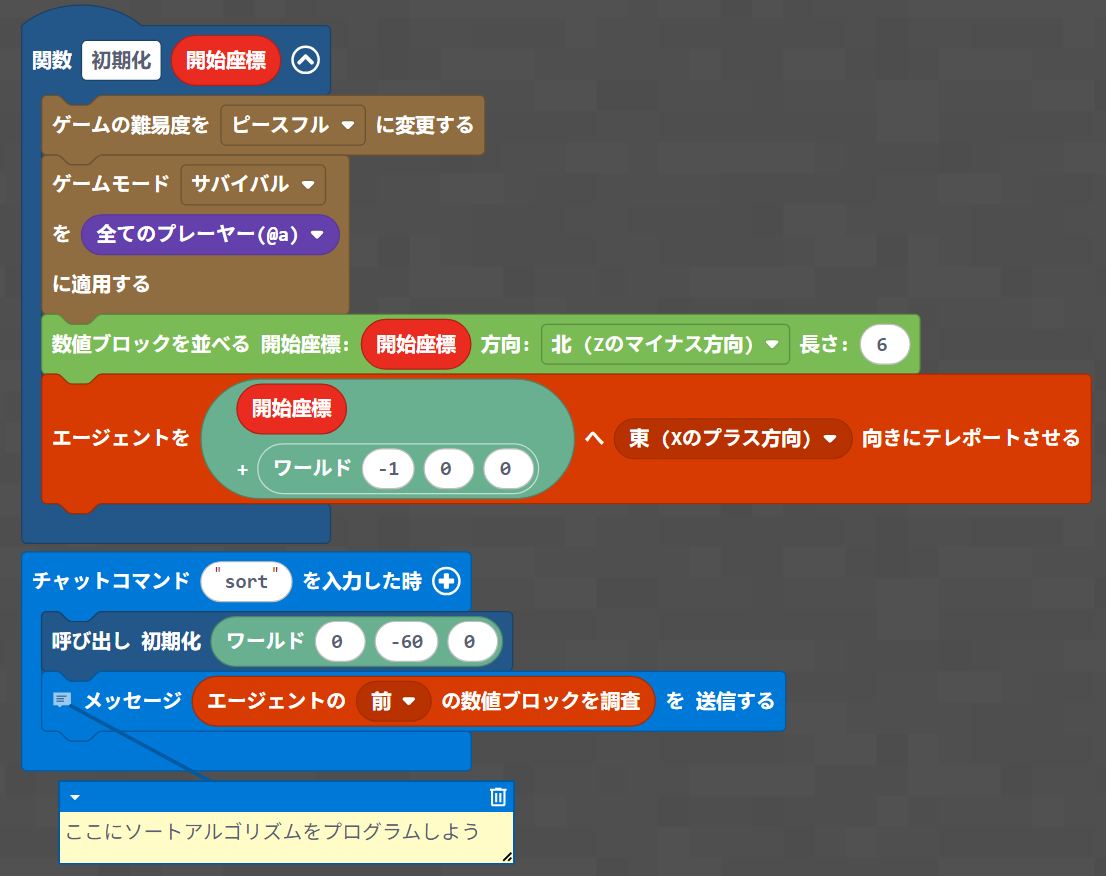 関数 初期化 開始座標
ゲームの難易度を ピースフル に変更する
ゲームモード サバイバル
を 全てのプレーヤー(@a)
に適用する
数値ブロックを並べる 開始座標: 開始座標 方向: 北 (Zのマイナス方向) 長さ: 6
開始座標
エージェントを へ 東 (Xのプラス方向) 向きにテレポートさせる
+ ワールド -1 0 0
チャットコマンド "sort" を入力した時
呼び出し 初期化 ワールド 0 -60 0
メッセージ エージェントの 前 の数値ブロックを調査 を 送信する
ここにソートアルゴリズムをプログラムしよう